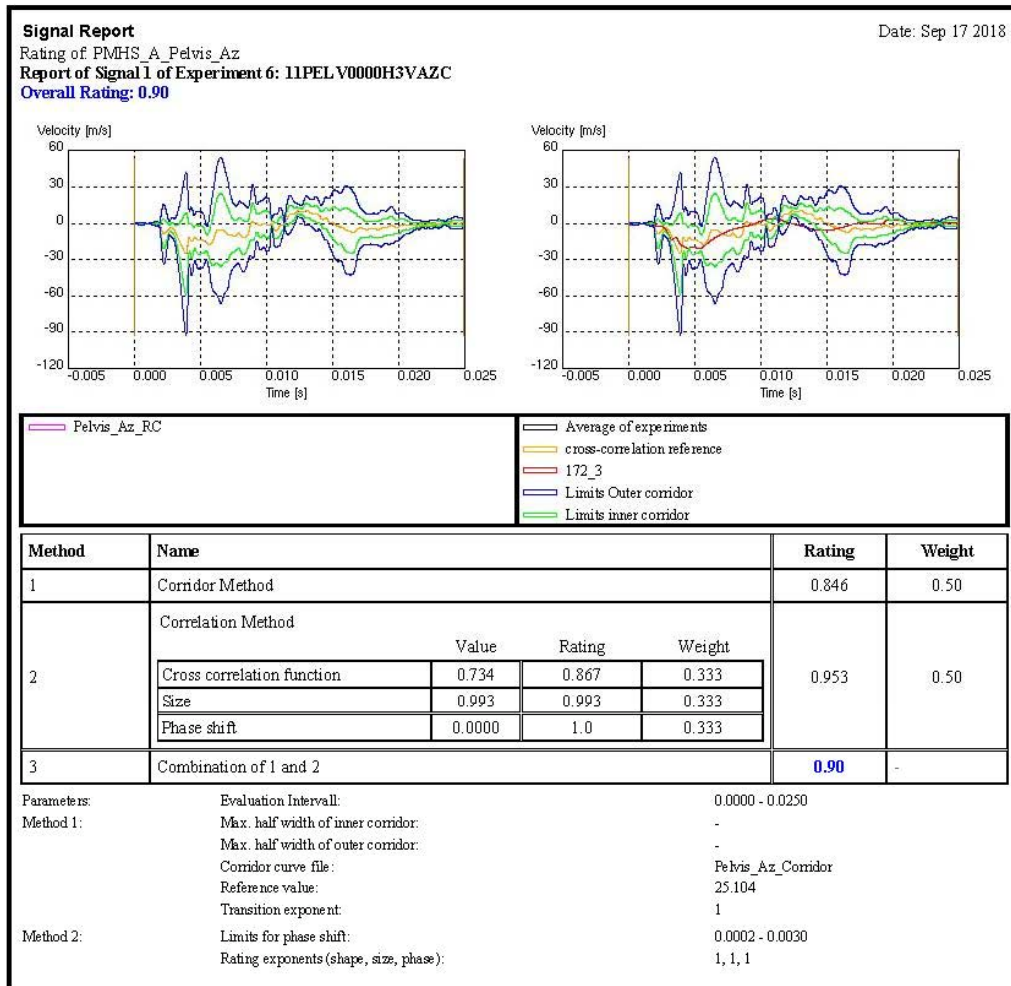 Signal Report
Date: Sep 17 2018
Rating of: PMHS_A_Pelvis_Az
Report of Signal 1 of Experiment 6: 11PELV0000H3VAZC
Overall Rating: 0.90
Velocity [m/s]
60
30
0
-30
-60
-90
-120
-0.005 0.000 0.005 0.010 0.015 0.020 0.025
Time [s]
Velocity [m/s]
60
30
0
-30
-60
-90
-120
-0.005 0.000 0.005 0.010 0.015 0.020 0.025
Time [s]
Pelvis_Az_RC
Average of experiments
cross-correlation reference
172_3
Limits Outer corridor
Limits inner corridor
Method Name Rating Weight
1 Corridor Method 0.846 0.50
Correlation Method
Value Rating Weight
Cross correlation function 0.734 0.867 0.333
2 Size 0.993 0.993 0.333 0.953 0.50
Phase shift 0.0000 1.0 0.333
3 Combination of 1 and 2 0.90 -
Parameters: Evaluation Intervall: 0.0000 - 0.0250
Method 1: Max. half width of inner corridor: -
Max. half width of outer corridor: -
Corridor curve file: Pelvis_Az_Corridor
Reference value: 25.104
Transition exponent: 1
Method 2: Limits for phase shift: 0.0002 - 0.0030
Rating exponents (shape, size, phase): 1, 1, 1